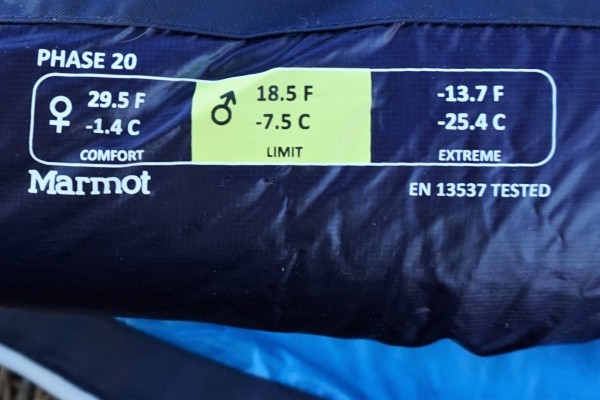 PHASE 20
♀ 29.5 F
-1.4 C
COMFORT
♂ 18.5 F
-7.5 C
LIMIT
-13.7 F
-25.4 C
EXTREME
Marmot
EN 13537 TESTED